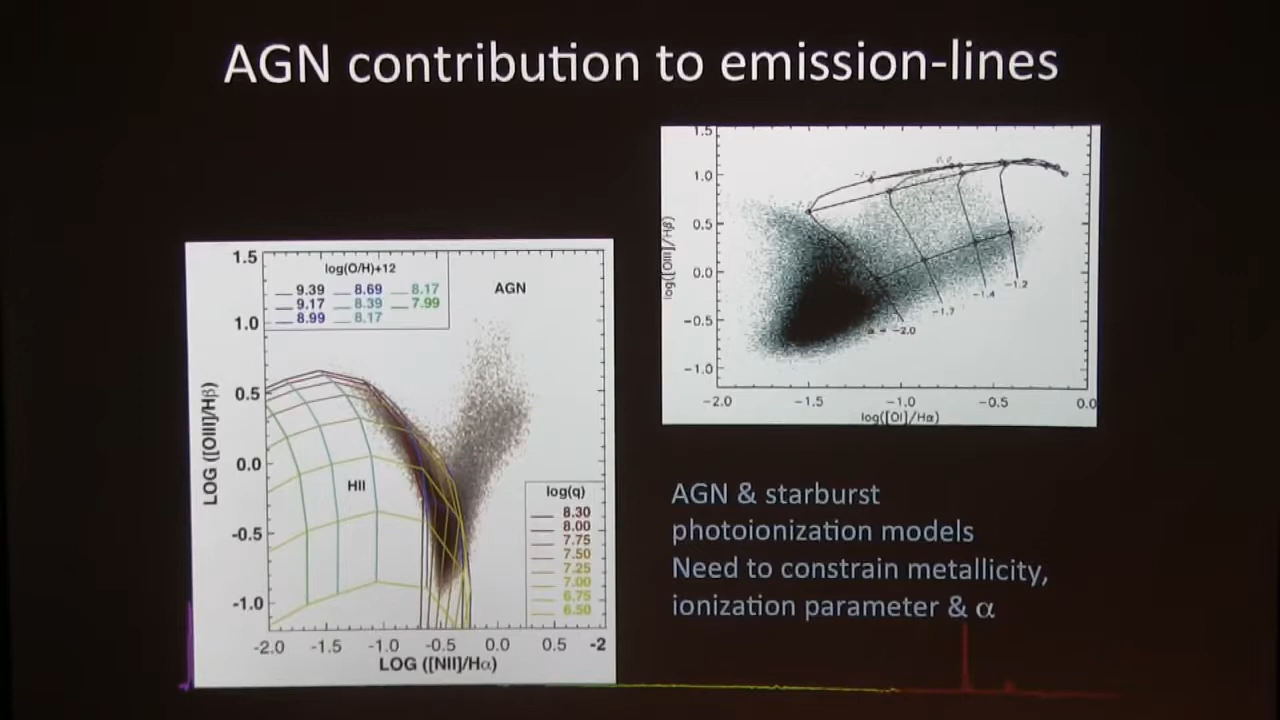 AGN contribution to emission-lines
1.5
1.0
0.5
0.0
-0.5
-1.0
-2.0 -1.5 -1.0 -0.5 0.0 0.5 -2
LOG ([NII]/Hα)
LOG ([OIII]/Hβ)
log(O/H)+12
9.39 8.69 8.17
9.17 8.39 7.99
8.99 8.17
AGN
HII
log(q)
8.30
8.00
7.75
7.50
7.25
7.00
6.75
6.50
1.5
1.0
0.5
0.0
-0.5
-1.0
-2.0 -1.5 -1.0 -0.5 0.0
log([OI]/Hα)
log([OIII]/Hβ)
-1.2
-1.4
-1.7
α = -2.0
AGN & starburst
photoionization models
Need to constrain metallicity,
ionization parameter & α